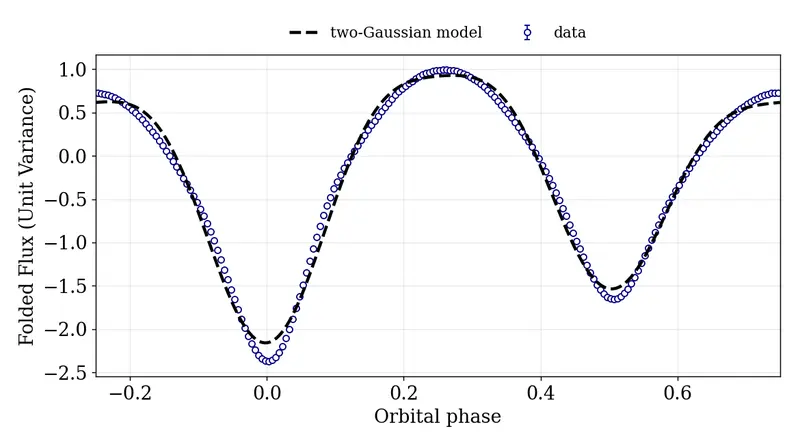 two-Gaussian model data
Folded Flux (Unit Variance)
1.0
0.5
0.0
−0.5
−1.0
−1.5
−2.0
−2.5
−0.2 0.0 0.2 0.4 0.6
Orbital phase